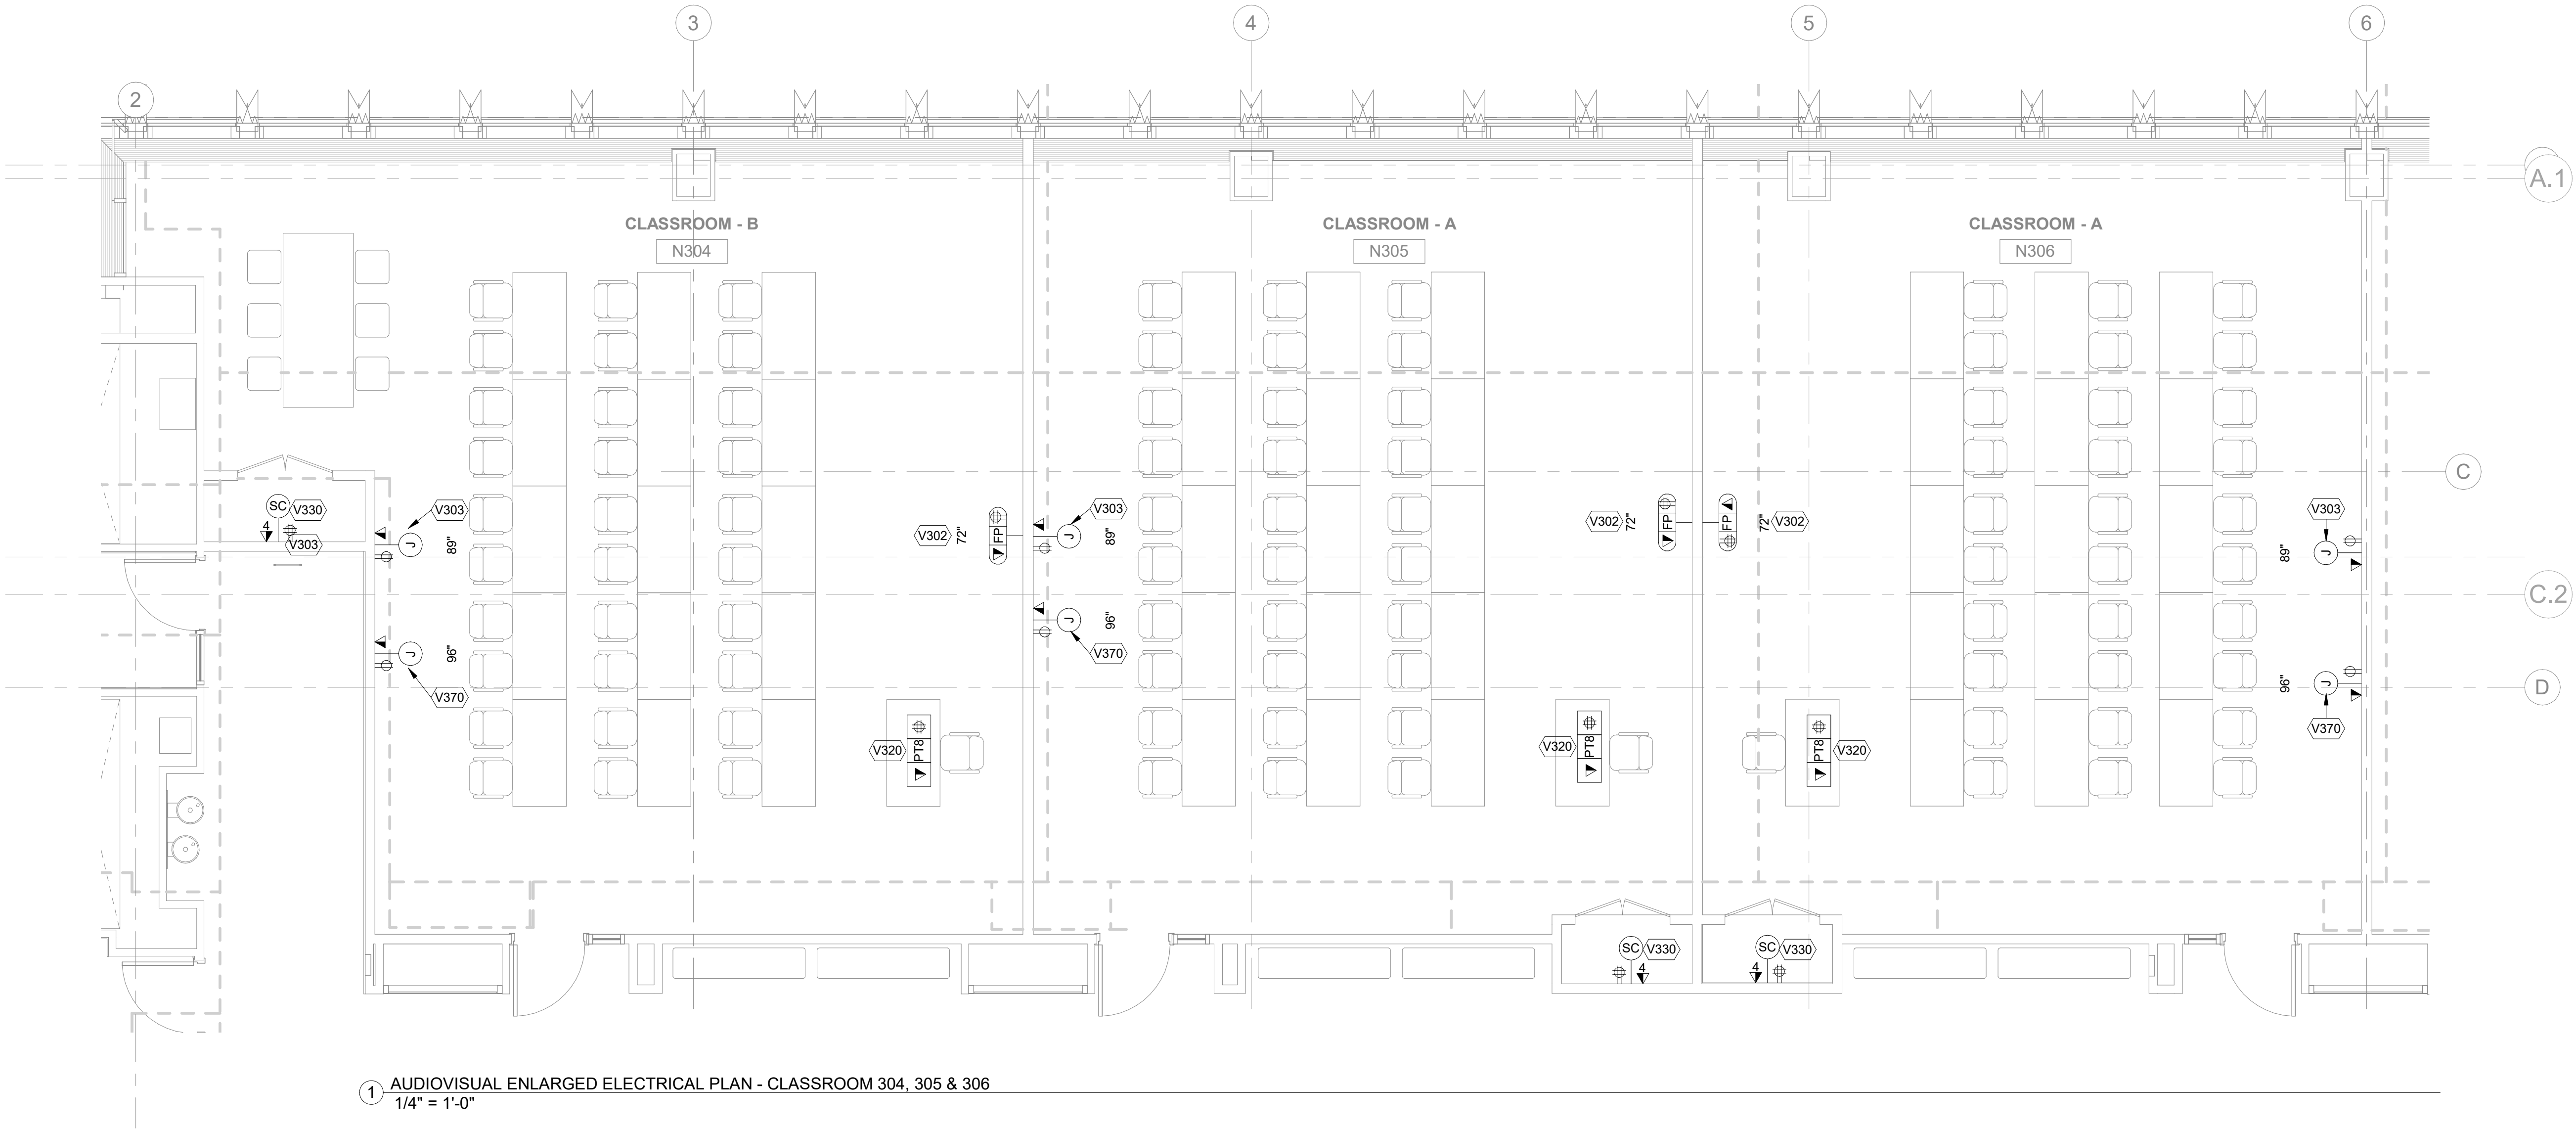 3
4
5
6
2
A.1
CLASSROOM - B
N304
CLASSROOM - A
N305
CLASSROOM - A
N306
C
SC
V330
4
V303
V303
J
89"
V302
72"
FP
V303
J
89"
V302
72"
FP
FP
72"
V302
V303
J
89"
C.2
J
96"
V370
J
96"
V370
96"
J
V370
D
V320
PT8
V320
PT8
PT8
V320
SC
V330
4
SC
V330
4
1
AUDIOVISUAL ENLARGED ELECTRICAL PLAN - CLASSROOM 304, 305 & 306
1/4" = 1'-0"